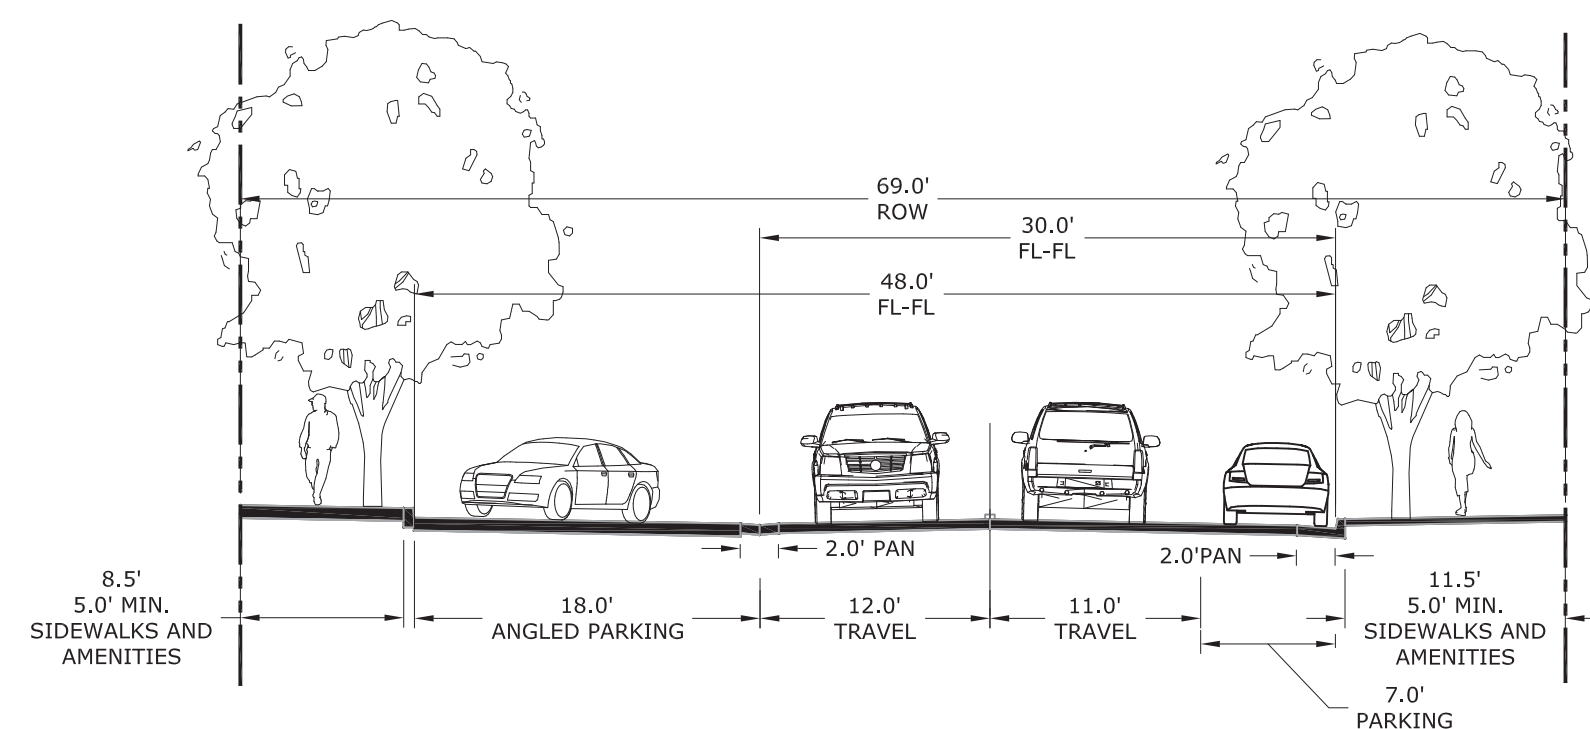 69.0'
ROW
30.0'
FL-FL
48.0'
FL-FL
2.0' PAN
2.0'PAN
8.5'
5.0' MIN.
SIDEWALKS AND
AMENITIES
18.0'
ANGLED PARKING
12.0'
TRAVEL
11.0'
TRAVEL
11.5'
5.0' MIN.
SIDEWALKS AND
AMENITIES
7.0'
PARKING